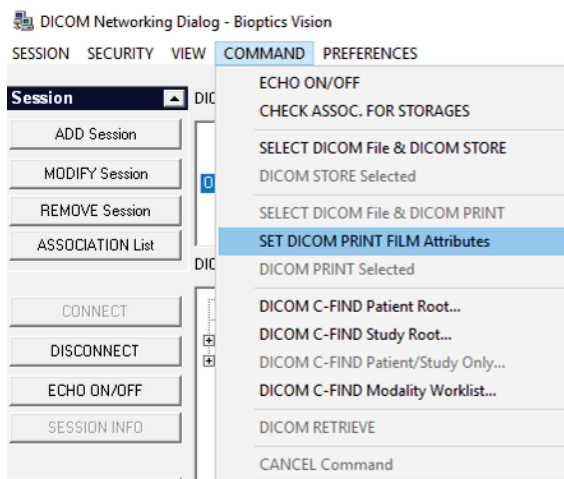 DICOM Networking Dialog - Bioptics Vision
SESSION SECURITY VIEW COMMAND PREFERENCES
Session
DIC
ADD Session
MODIFY Session
REMOVE Session
ASSOCIATION List
DIC
CONNECT
DISCONNECT
ECHO ON/OFF
SESSION INFO
ECHO ON/OFF
CHECK ASSOC. FOR STORAGES
SELECT DICOM File & DICOM STORE
DICOM STORE Selected
SELECT DICOM File & DICOM PRINT
SET DICOM PRINT FILM Attributes
DICOM PRINT Selected
DICOM C-FIND Patient Root...
DICOM C-FIND Study Root...
DICOM C-FIND Patient/Study Only...
DICOM C-FIND Modality Worklist...
DICOM RETRIEVE
CANCEL Command